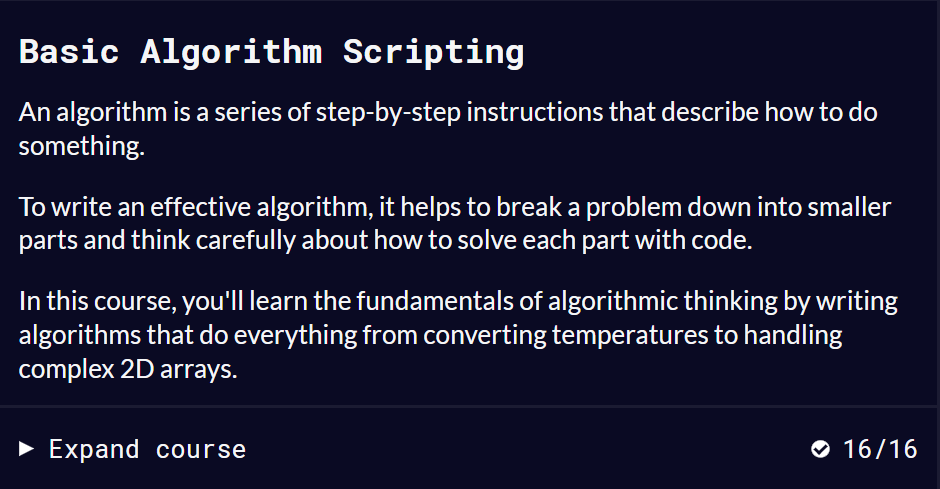 Basic Algorithm Scripting
An algorithm is a series of step-by-step instructions that describe how to do
something.
To write an effective algorithm, it helps to break a problem down into smaller
parts and think carefully about how to solve each part with code.
In this course, you'll learn the fundamentals of algorithmic thinking by writing
algorithms that do everything from converting temperatures to handling
complex 2D arrays.
Expand course 16/16